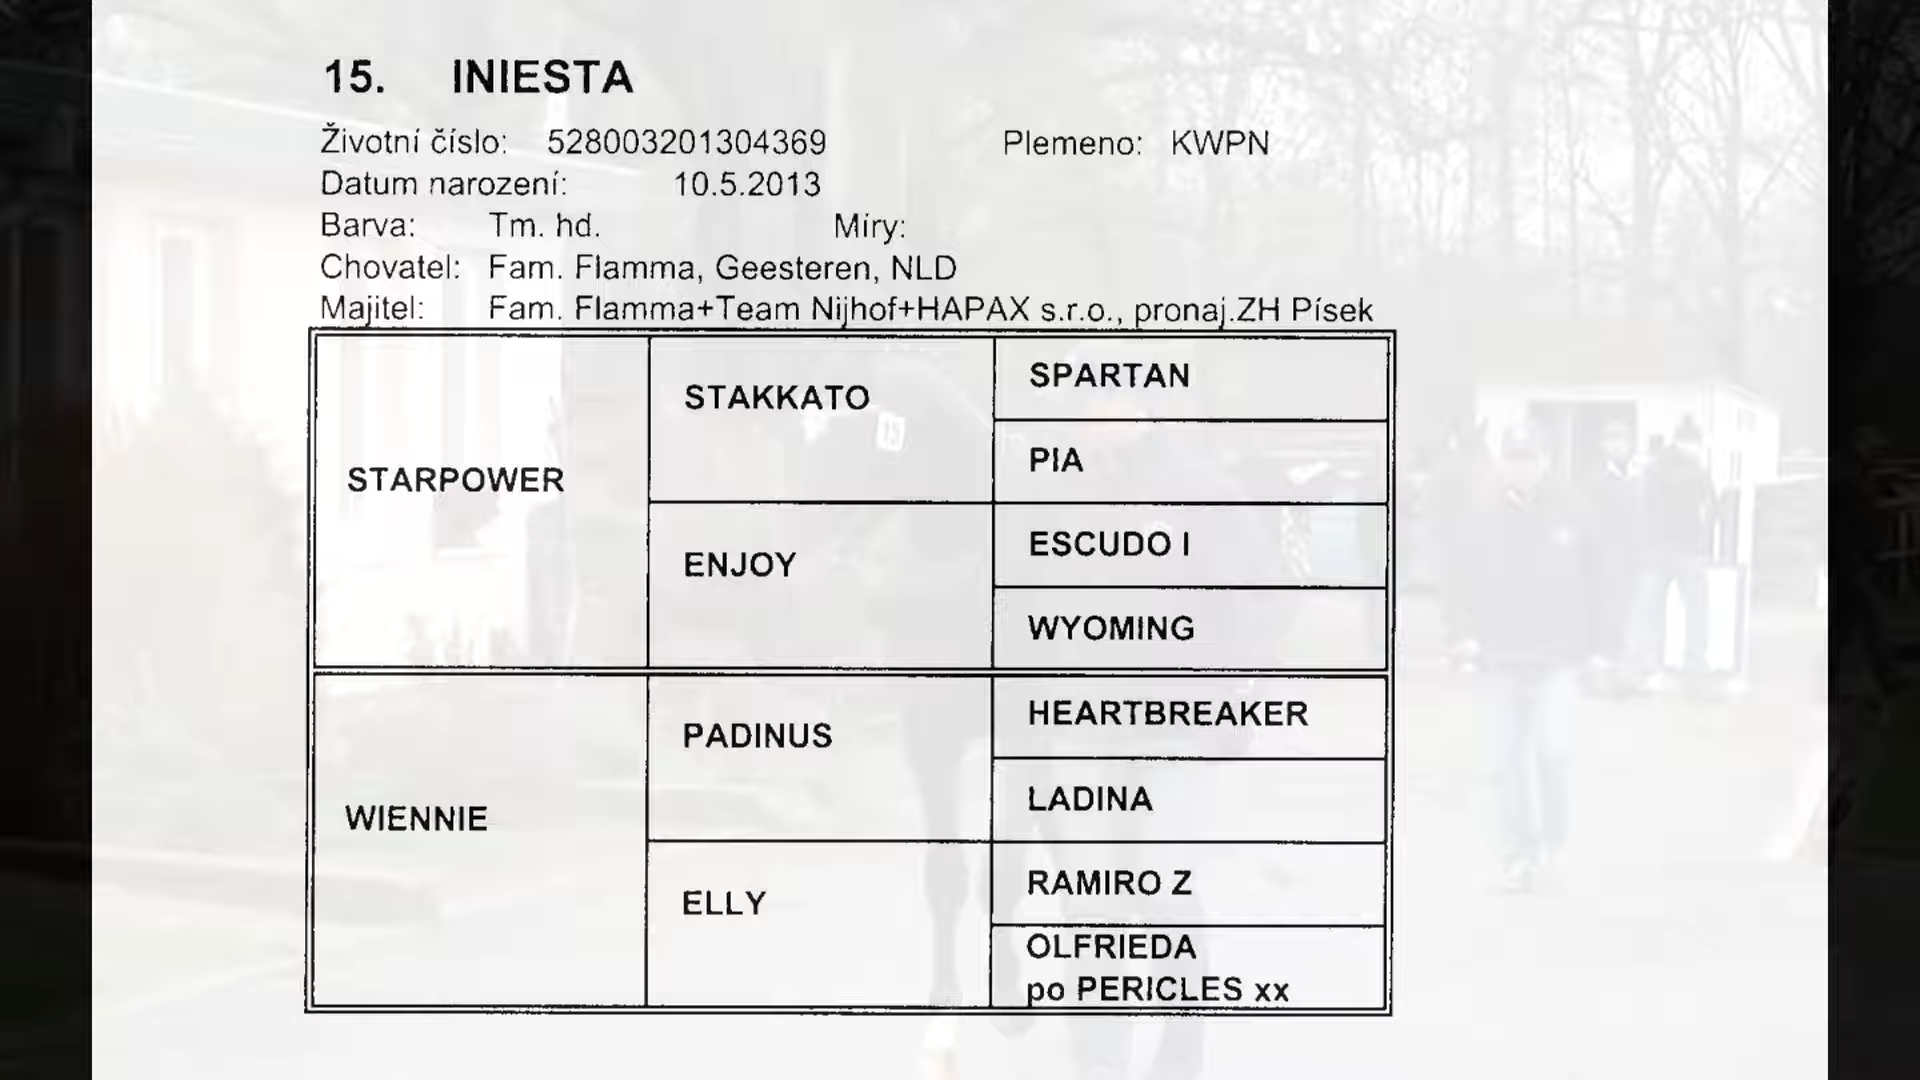 15. INIESTA
Životní číslo: 528003201304369 Plemeno: KWPN
Datum narození: 10.5.2013
Barva: Tm. hd. Míry:
Chovatel: Fam. Flamma, Geesteren, NLD
Majitel: Fam. Flamma+Team Nijhof+HAPAX s.r.o., pronaj.ZH Písek
SPARTAN
STAKKATO
PIA
STARPOWER
ESCUDO I
ENJOY
WYOMING
HEARTBREAKER
PADINUS
LADINA
WIENNIE
RAMIRO Z
ELLY
OLFRIEDA
po PERICLES xx
15